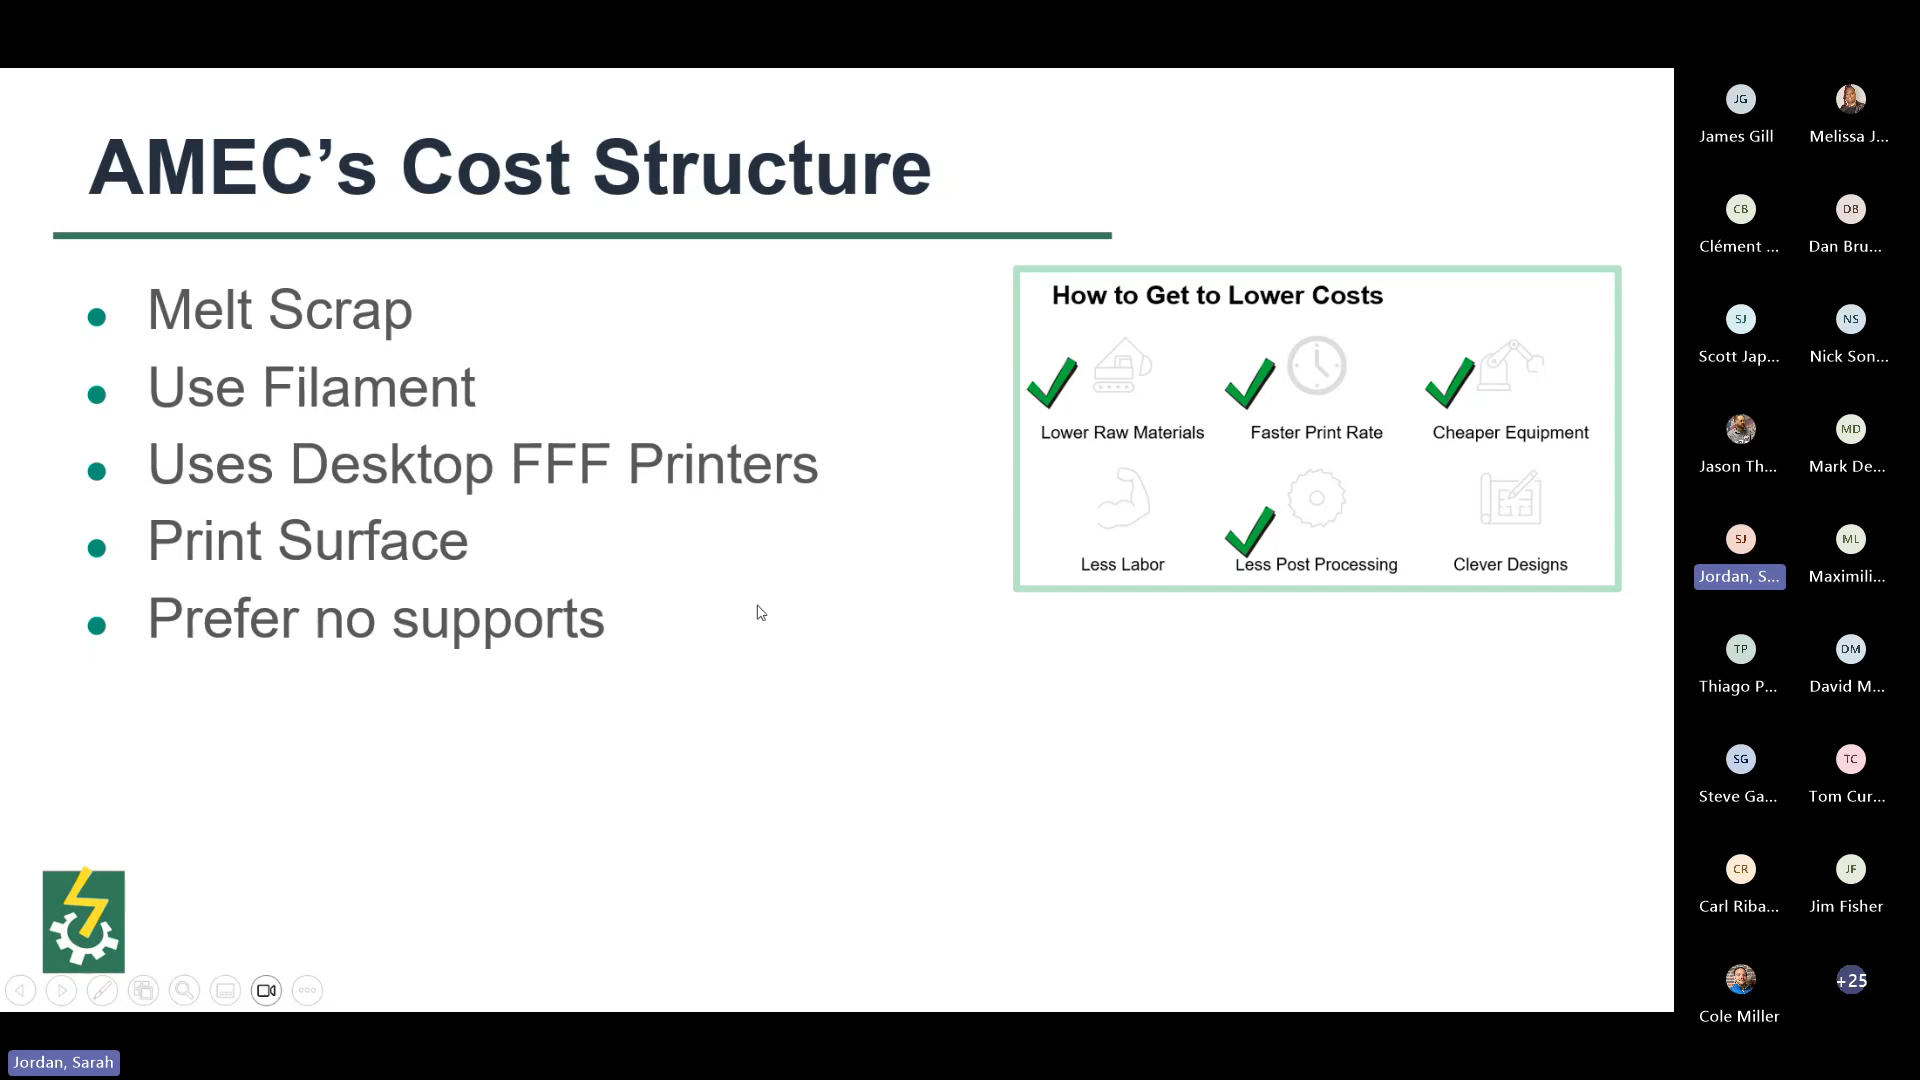 AMEC’s Cost Structure
Melt Scrap
Use Filament
Uses Desktop FFF Printers
Print Surface
Prefer no supports
How to Get to Lower Costs
Lower Raw Materials
Faster Print Rate
Cheaper Equipment
Less Labor
Less Post Processing
Clever Designs
JG
James Gill
Melissa J...
CB
Clément ...
DB
Dan Bru...
SJ
Scott Jap...
NS
Nick Son...
Jason Th...
MD
Mark De...
SJ
Jordan, S...
ML
Maximili...
TP
Thiago P...
DM
David M...
SG
Steve Ga...
TC
Tom Cur...
CR
Carl Riba...
JF
Jim Fisher
Cole Miller
+25
Jordan, Sarah